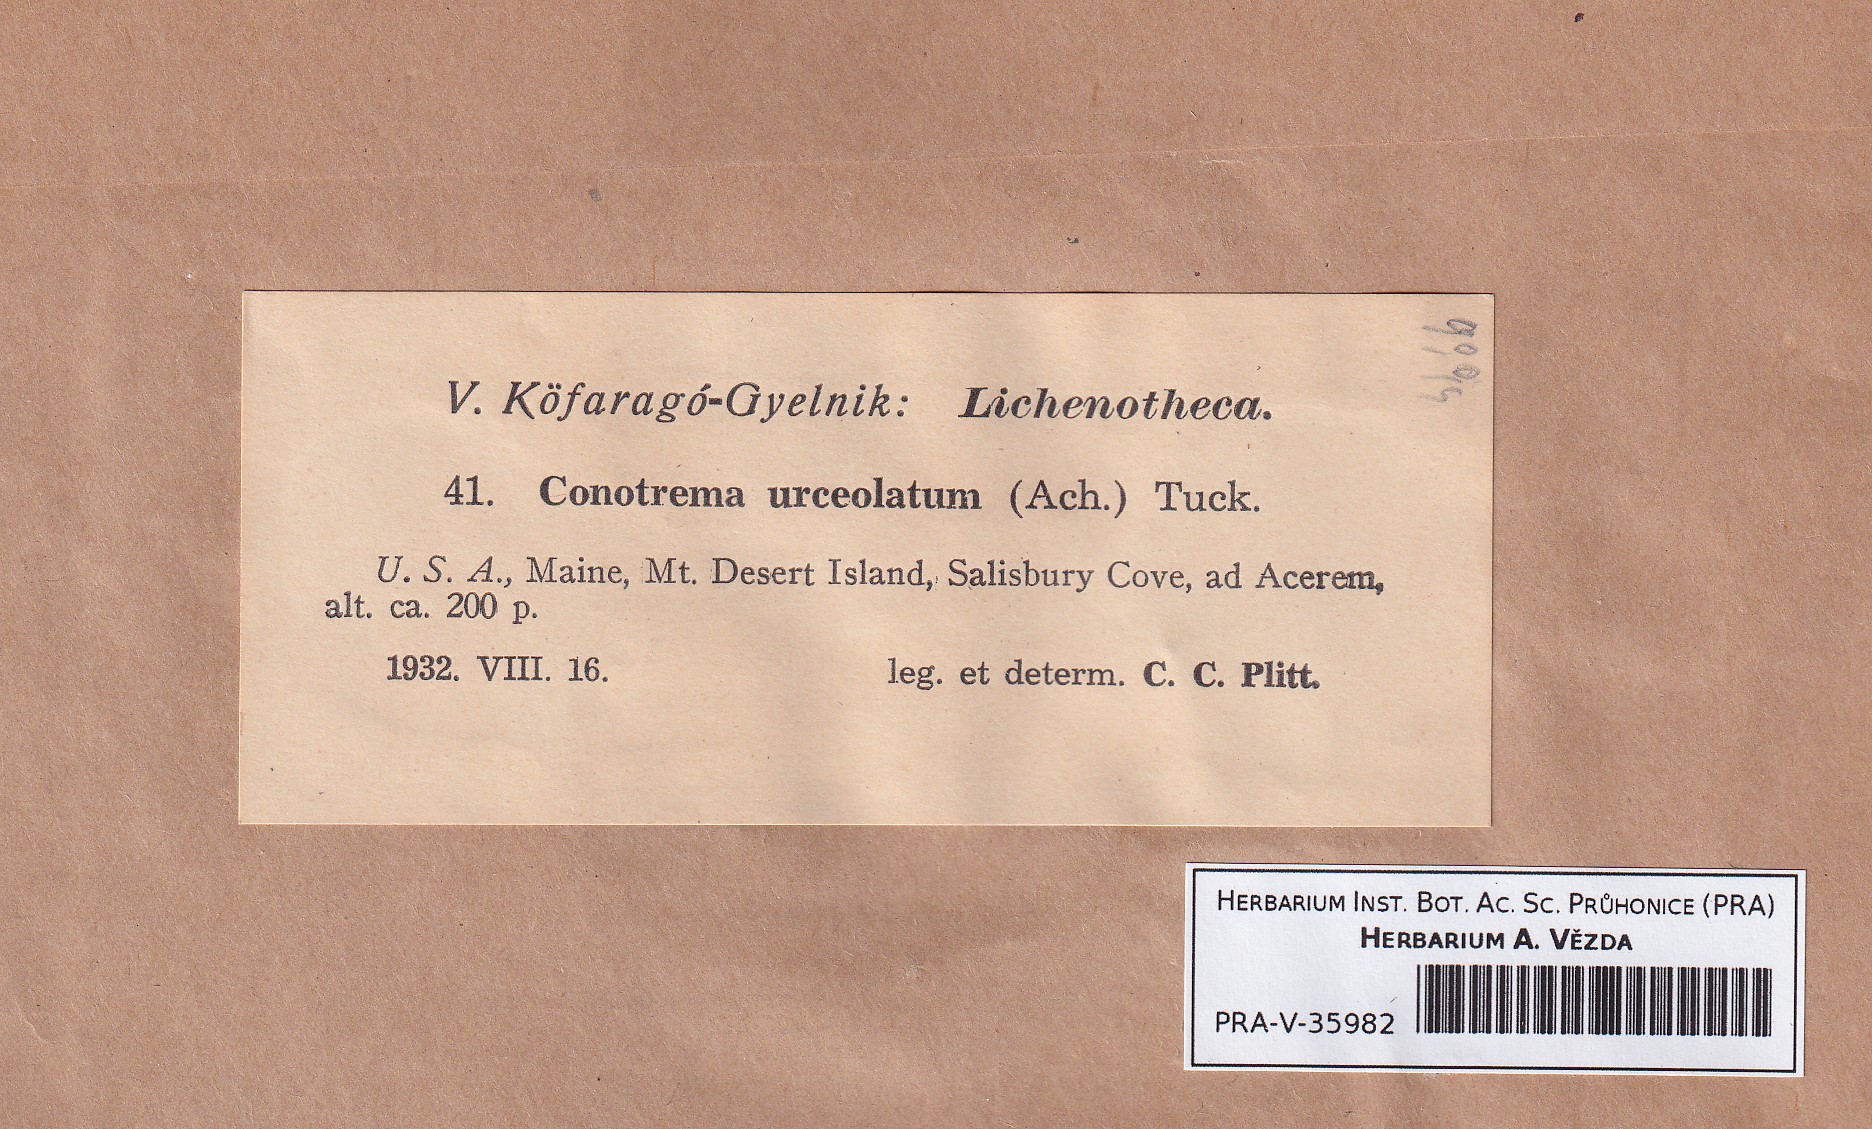 V. Köfaragó-Gyelnik: Lichenotheca.
41. Conotrema urceolatum (Ach.) Tuck.
U. S. A., Maine, Mt. Desert Island, Salisbury Cove, ad Acerem,
alt. ca. 200 p.
1932. VIII. 16. leg. et determ. C. C. Plitt.
HERBARIUM INST. BOT. AC. SC. PRŮHONICE (PRA)
HERBARIUM A. VĚZDA
PRA-V-35982